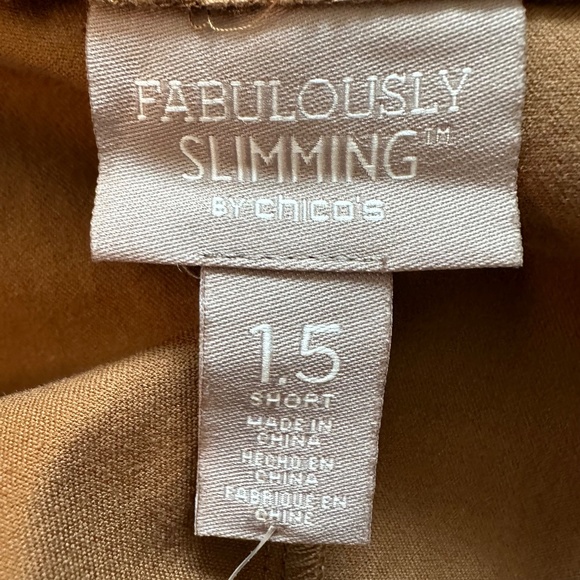 FABULOUSLY
SLIMMING™
BY chico's
1.5
SHORT
MADE IN
CHINA
HECHO EN
CHINA
FABRIQUE EN
CHINE